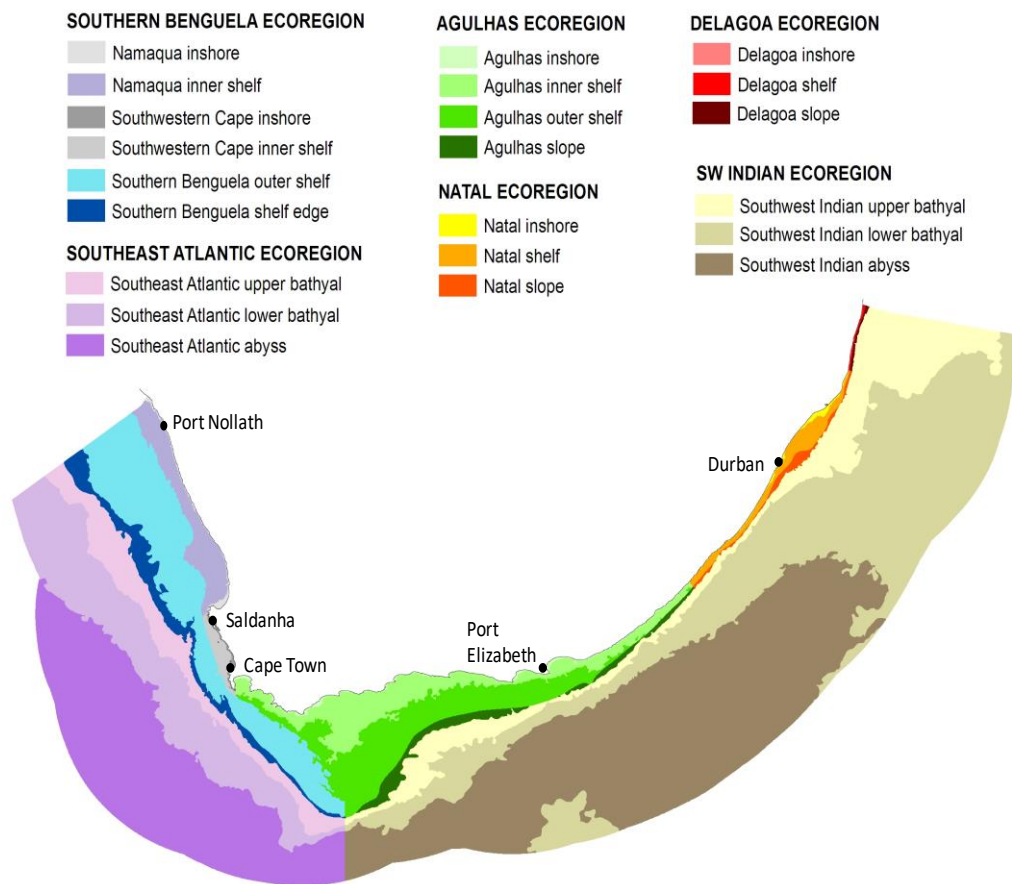 SOUTHERN BENGUELA ECOREGION
Namaqua inshore
Namaqua inner shelf
Southwestern Cape inshore
Southwestern Cape inner shelf
Southern Benguela outer shelf
Southern Benguela shelf edge
SOUTHEAST ATLANTIC ECOREGION
Southeast Atlantic upper bathyal
Southeast Atlantic lower bathyal
Southeast Atlantic abyss
AGULHAS ECOREGION
Agulhas inshore
Agulhas inner shelf
Agulhas outer shelf
Agulhas slope
NATAL ECOREGION
Natal inshore
Natal shelf
Natal slope
DELAGOA ECOREGION
Delagoa inshore
Delagoa shelf
Delagoa slope
SW INDIAN ECOREGION
Southwest Indian upper bathyal
Southwest Indian lower bathyal
Southwest Indian abyss
Port Nollath
Durban
Saldanha
Cape Town
Port
Elizabeth